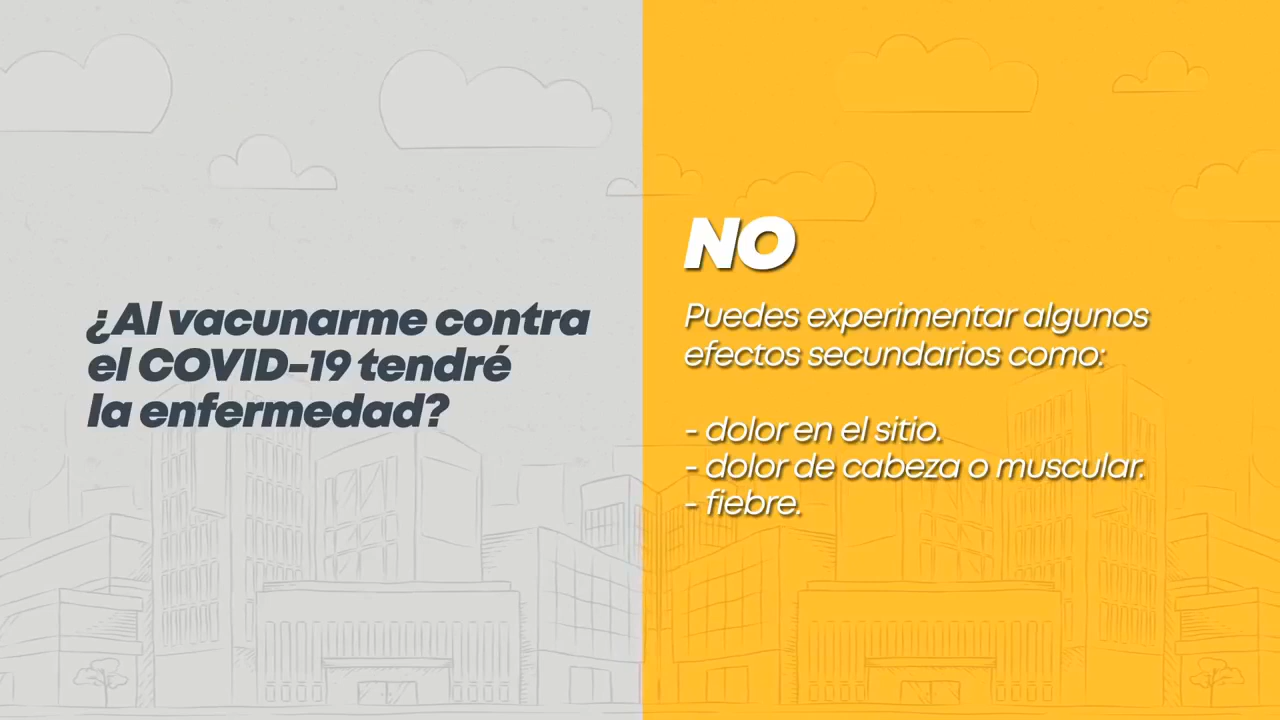 ¿Al vacunarme contra
el COVID-19 tendré
la enfermedad?
NO
Puedes experimentar algunos
efectos secundarios como:
- dolor en el sitio.
- dolor de cabeza o muscular.
- fiebre.